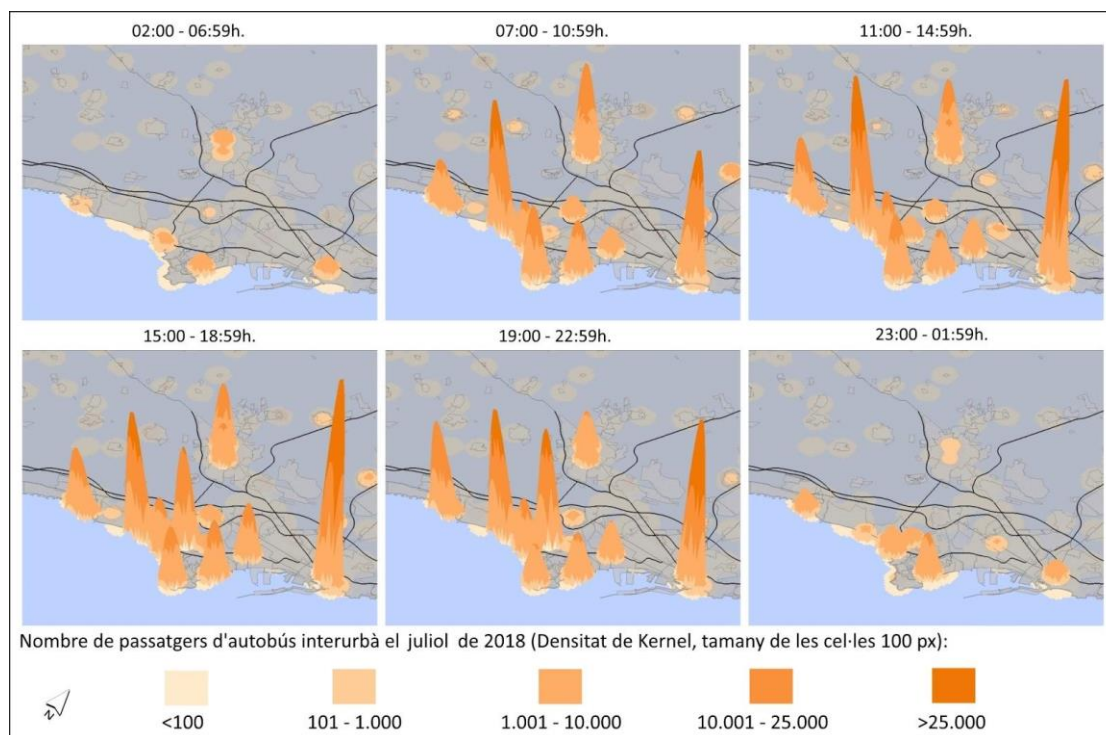 02:00 - 06:59h.
07:00 - 10:59h.
11:00 - 14:59h.
15:00 - 18:59h.
19:00 - 22:59h.
23:00 - 01:59h.
Nombre de passatgers d'autobús interurbà el juliol de 2018 (Densitat de Kernel, tamany de les cel·les 100 px):
N
<100
101 - 1.000
1.001 - 10.000
10.001 - 25.000
>25.000